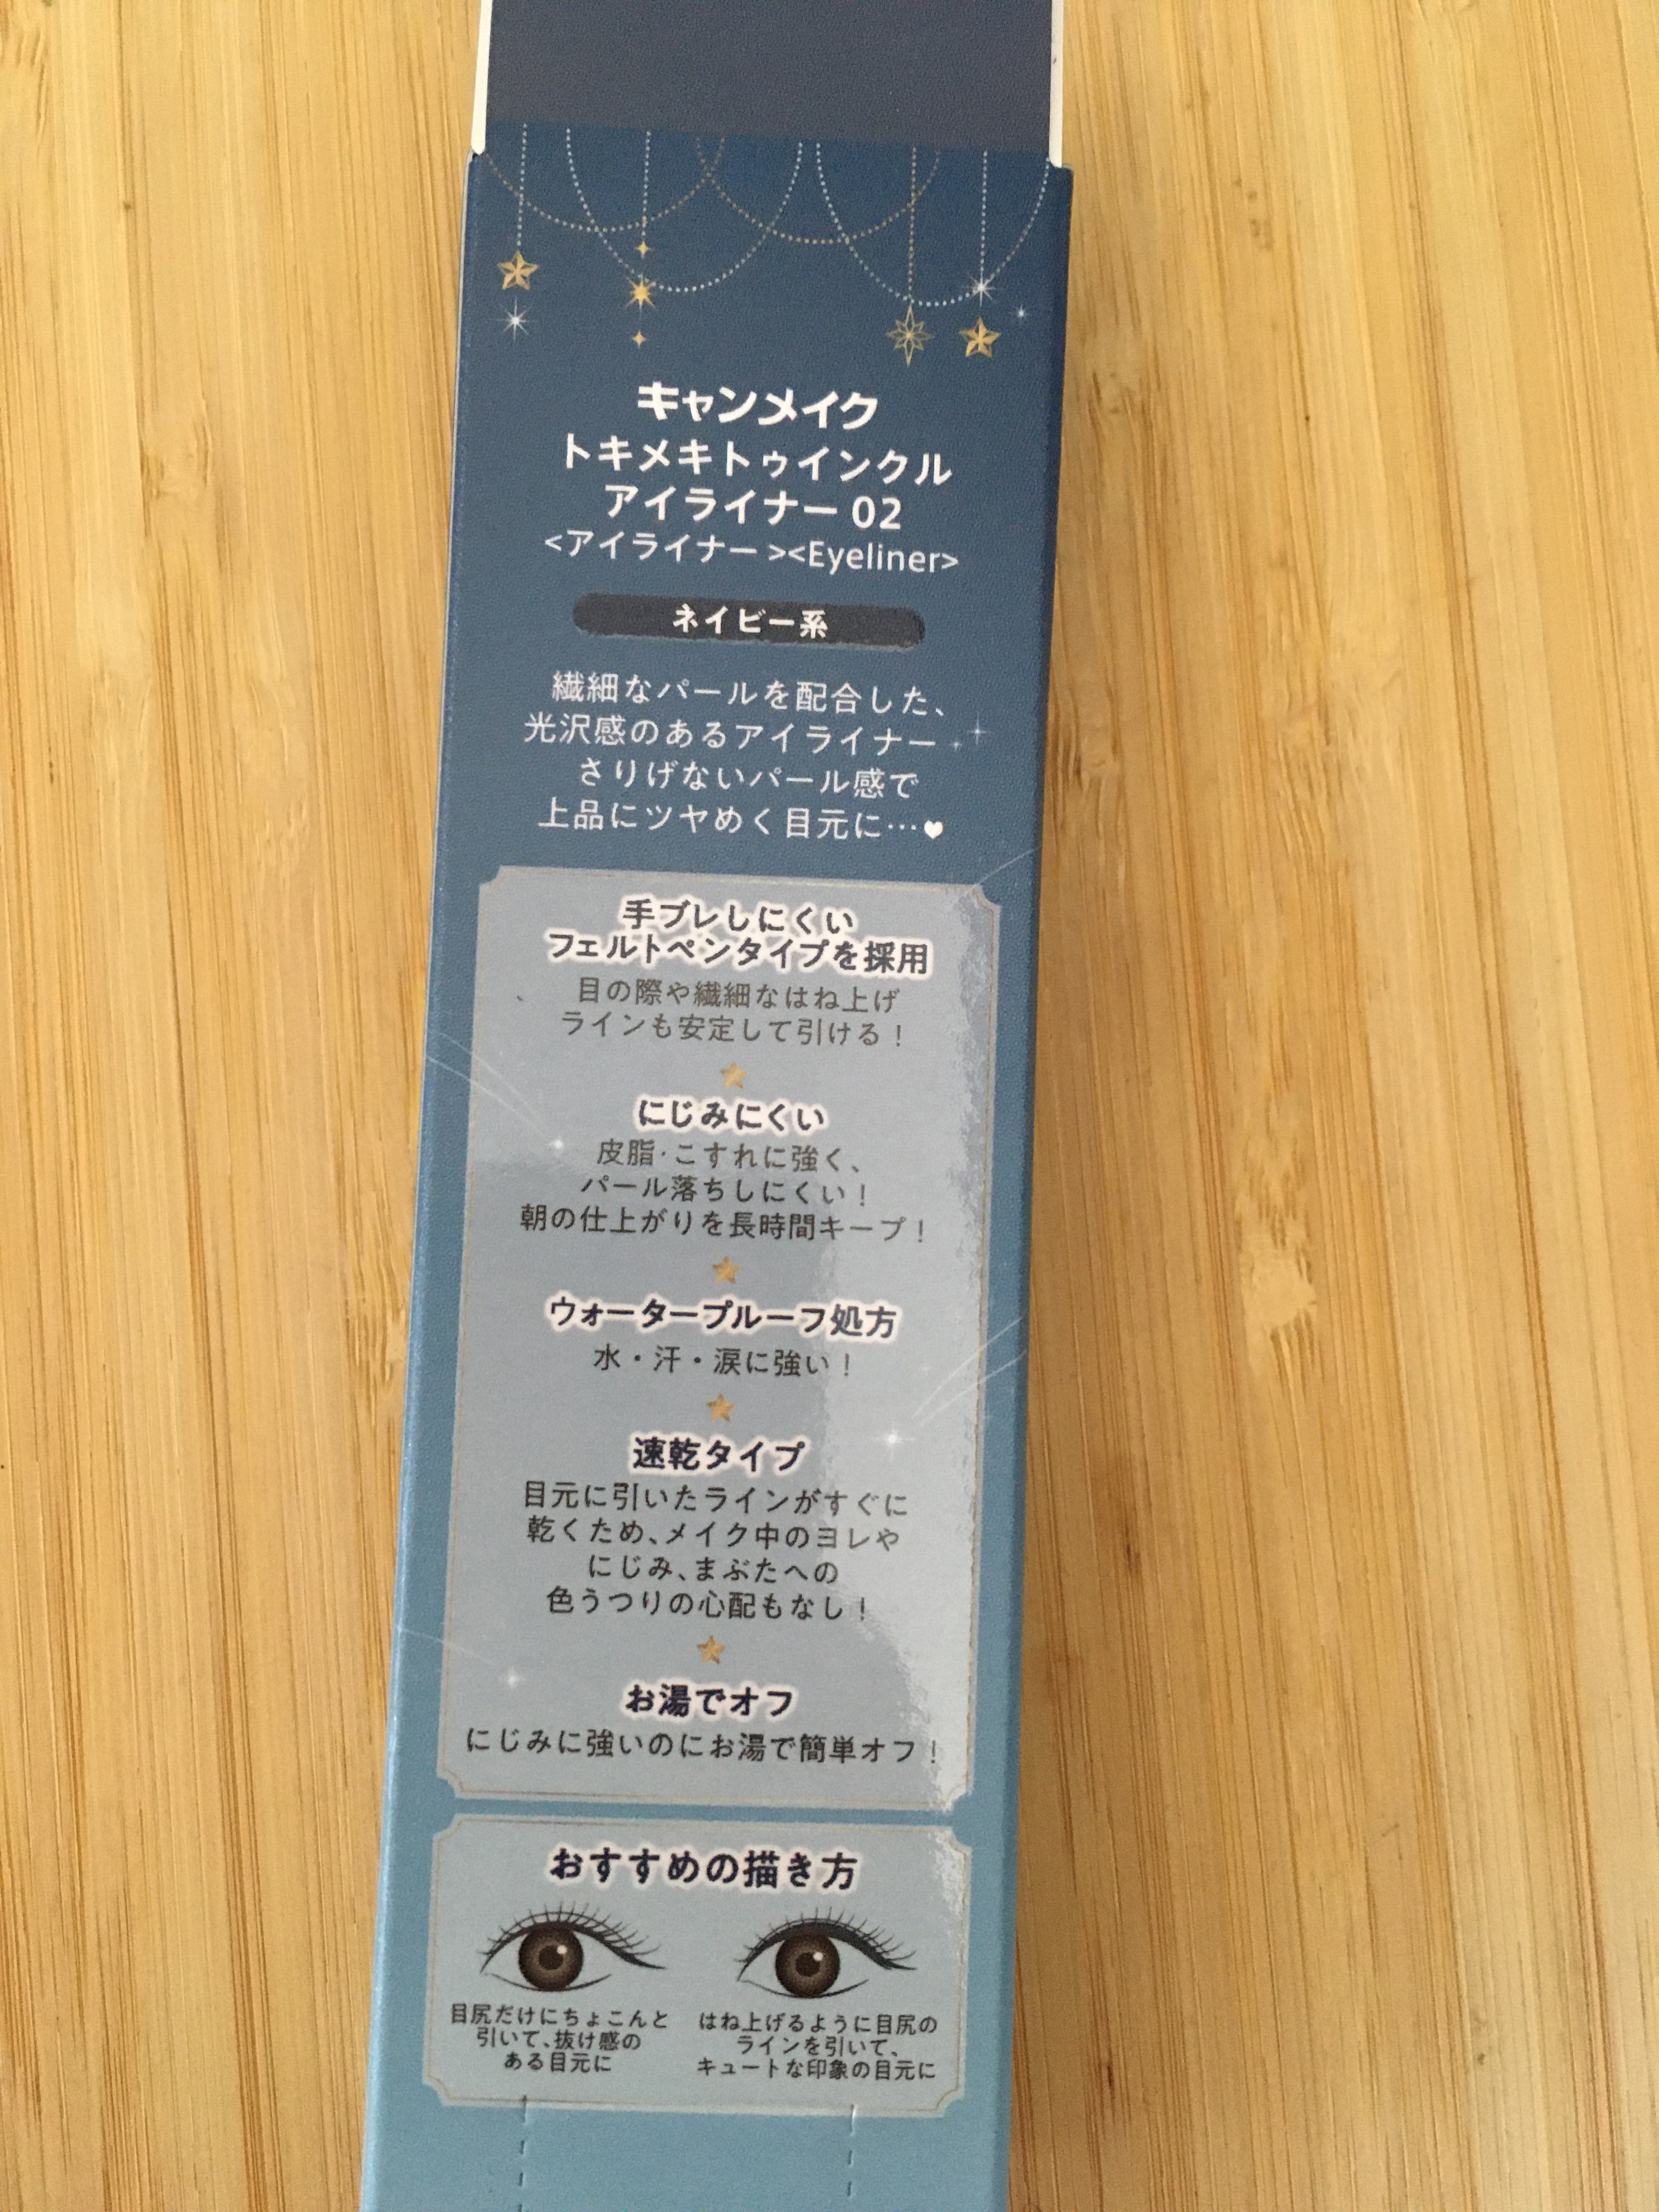 キャンメイク
トキメキトゥインクル
アイライナー 02
<アイライナー><Eyeliner>
ネイビー系
繊細なパールを配合した、
光沢感のあるアイライナー
さりげないパール感で
上品にツヤめく目元に…♥
手ブレしにくい
フェルトペンタイプを採用
目の際や繊細なはね上げ
ラインも安定して引ける！
にじみにくい
皮脂・こすれに強く、
パール落ちしにくい！
朝の仕上がりを長時間キープ！
ウォータープルーフ処方
水・汗・涙に強い！
速乾タイプ
目元に引いたラインがすぐに
乾くため、メイク中のヨレや
にじみ、まぶたへの
色うつりの心配もなし！
お湯でオフ
にじみに強いのにお湯で簡単オフ！
おすすめの描き方
目尻だけにちょこんと
引いて、抜け感の
ある目元に
はね上げるように目尻の
ラインを引いて、
キュートな印象の目元に